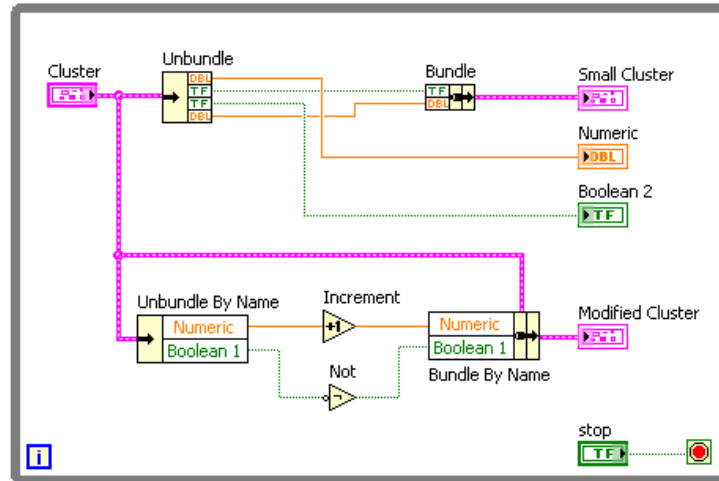 Unbundle
Cluster
Bundle
Small Cluster
DBL
TF
TF
DBL
TF
DBL
Numeric
DBL
Boolean 2
TF
Unbundle By Name
Increment
Modified Cluster
Numeric
+1
Numeric
Boolean 1
Boolean 1
Not
Bundle By Name
stop
TF
i